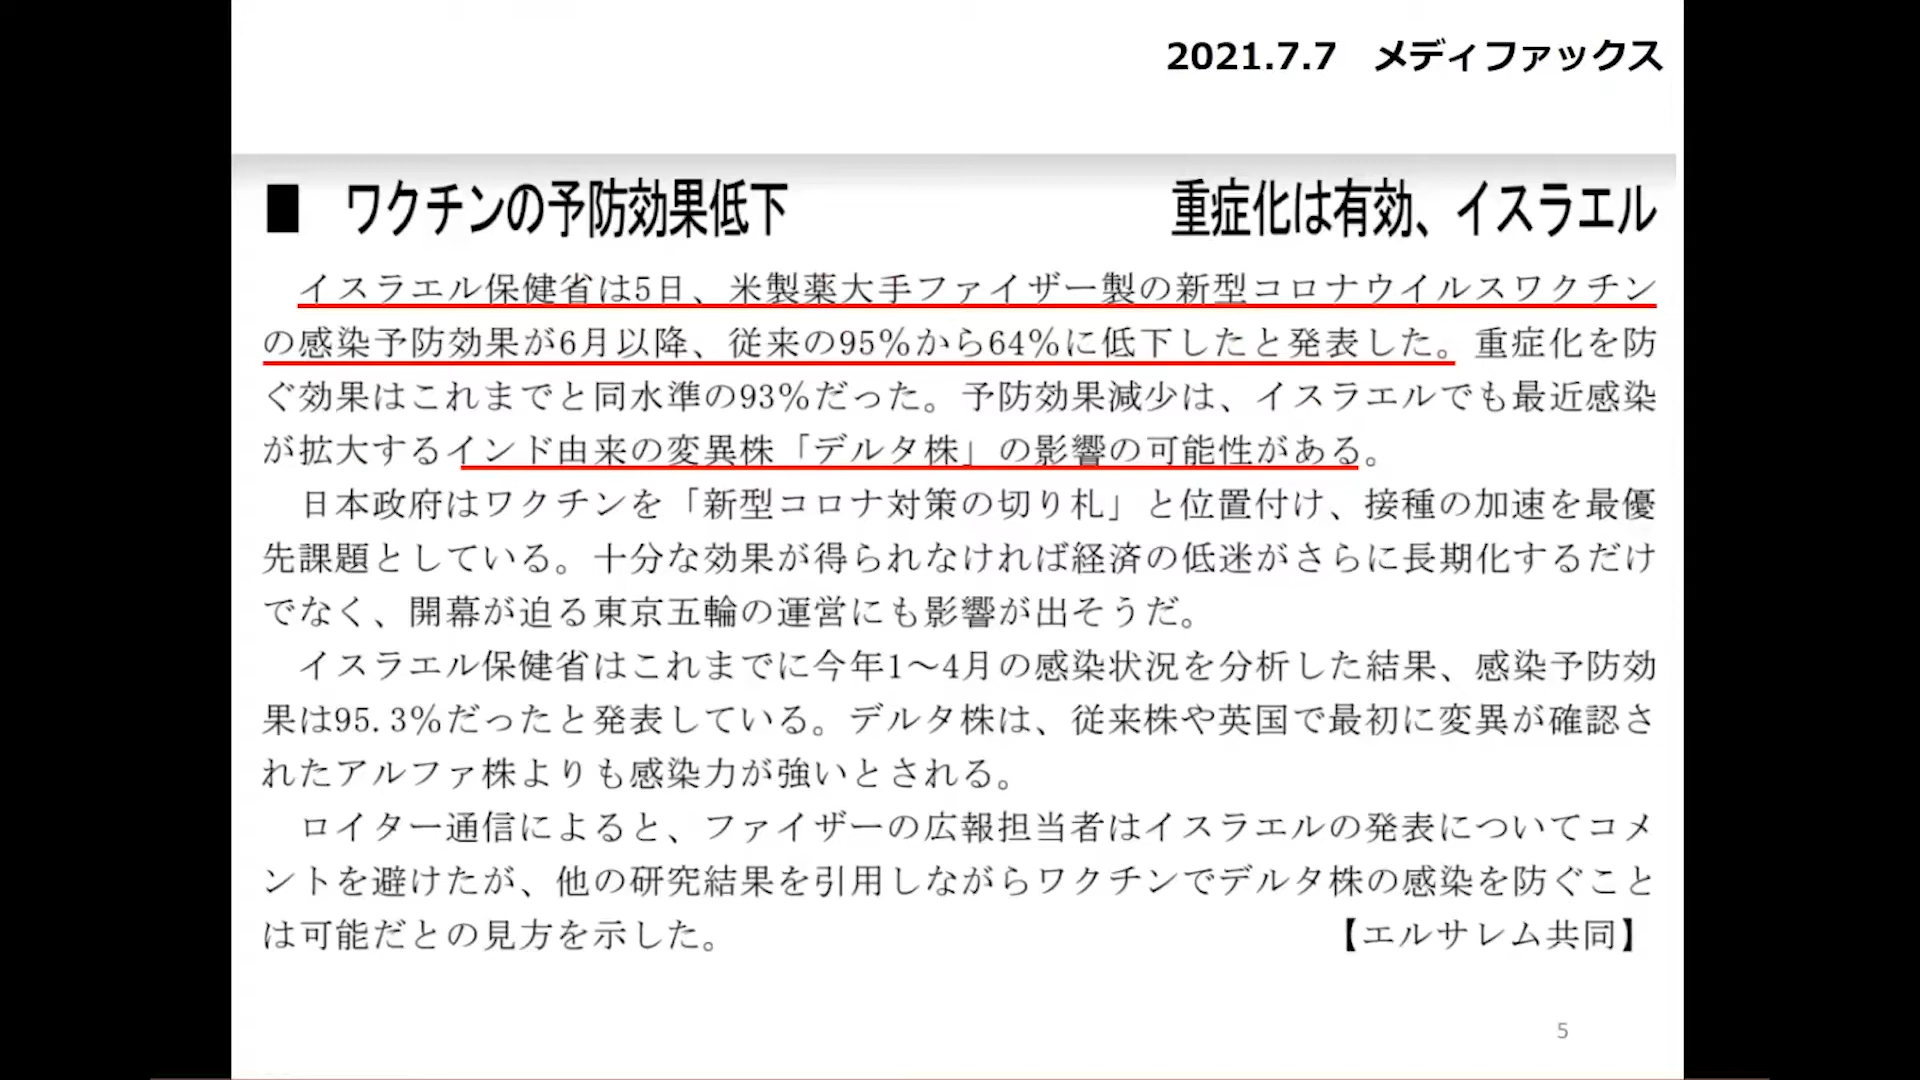 2021.7.7　メディファックス
■　ワクチンの予防効果低下　重症化は有効、イスラエル
イスラエル保健省は5日、米製薬大手ファイザー製の新型コロナウイルスワクチン
の感染予防効果が6月以降、従来の95％から64％に低下したと発表した。重症化を防
ぐ効果はこれまでと同水準の93％だった。予防効果減少は、イスラエルでも最近感染
が拡大するインド由来の変異株「デルタ株」の影響の可能性がある。
日本政府はワクチンを「新型コロナ対策の切り札」と位置付け、接種の加速を最優
先課題としている。十分な効果が得られなければ経済の低迷がさらに長期化するだけ
でなく、開幕が迫る東京五輪の運営にも影響が出そうだ。
イスラエル保健省はこれまでに今年1～4月の感染状況を分析した結果、感染予防効
果は95.3％だったと発表している。デルタ株は、従来株や英国で最初に変異が確認さ
れたアルファ株よりも感染力が強いとされる。
ロイター通信によると、ファイザーの広報担当者はイスラエルの発表についてコメ
ントを避けたが、他の研究結果を引用しながらワクチンでデルタ株の感染を防ぐこと
は可能だとの見方を示した。　【エルサレム共同】
5